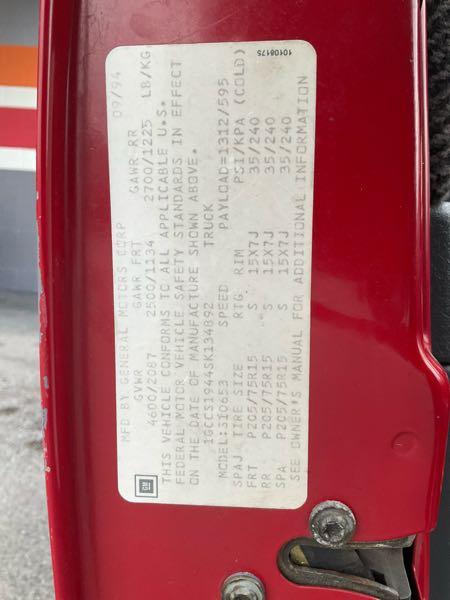 MFD BY GENERAL MOTORS CORP 09/94
GVWR GAWR FRT GAWR RR
4600/2087 2500/1134 2700/1225 LB/KG
THIS VEHICLE CONFORMS TO ALL APPLICABLE U.S.
FEDERAL MOTOR VEHICLE SAFETY STANDARDS IN EFFECT
ON THE DATE OF MANUFACTURE SHOWN ABOVE.
1GCCS1944SK134892 TRUCK
MODEL:S10653 PAYLOAD=1312/595
SPAJ TIRE SIZE SPEED RTG RIM PSI/KPA (COLD)
FRT P205/75R15 S 15X7J 35/240
RR P205/75R15 S 15X7J 35/240
SPA P205/75R15 S 15X7J 35/240
SEE OWNER'S MANUAL FOR ADDITIONAL INFORMATION
GM
10108175